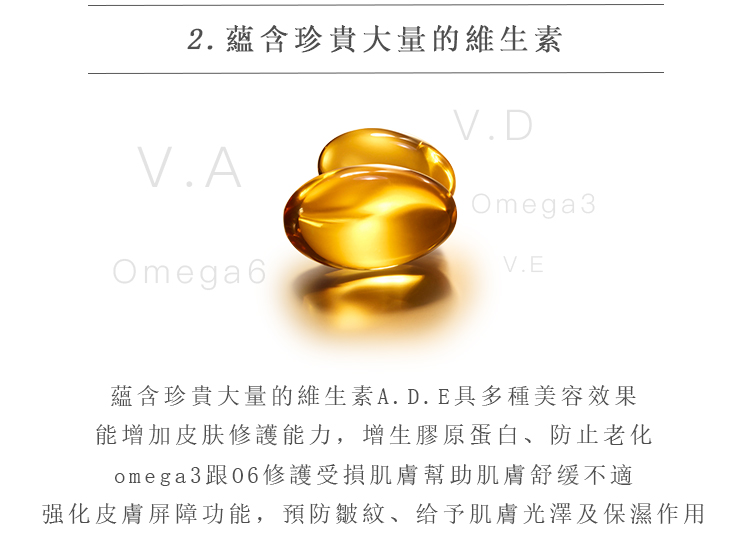 2.蘊含珍貴大量的維生素
V.D
V.A
Omega3
Omega6
V.E
蘊含珍貴大量的維生素A.D.E具多種美容效果
能增加皮肤修護能力，增生膠原蛋白、防止老化
omega3跟O6修護受損肌膚幫助肌膚舒缓不適
强化皮膚屏障功能，預防皺紋、给予肌膚光澤及保濕作用